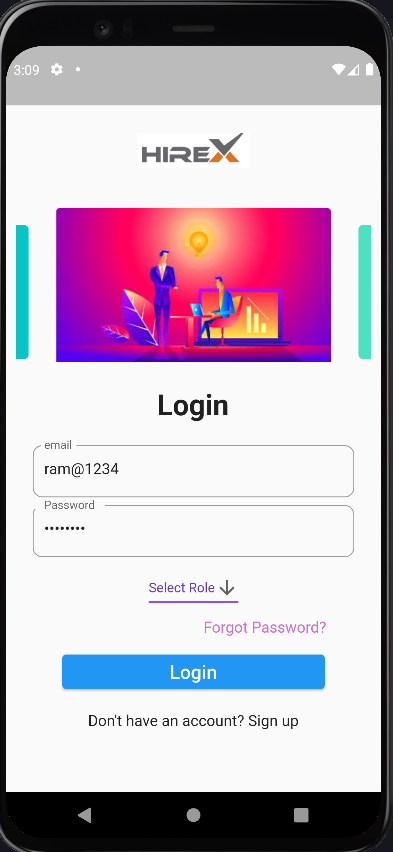 3:09
HIREX
Login
email
ram@1234
Password
••••••••
Select Role
Forgot Password?
Login
Don't have an account? Sign up